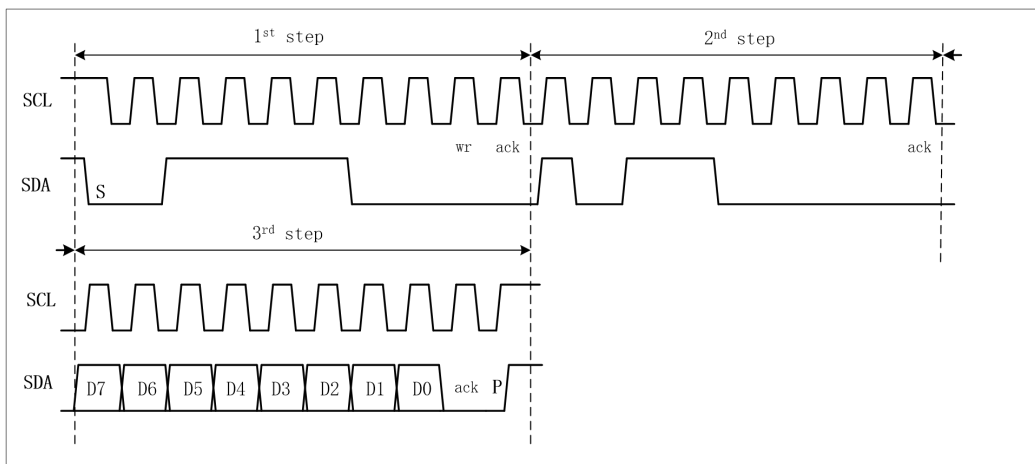 1st step 2nd step
SCL
wr ack ack
SDA S
3rd step
SCL
SDA D7 D6 D5 D4 D3 D2 D1 D0 ack P